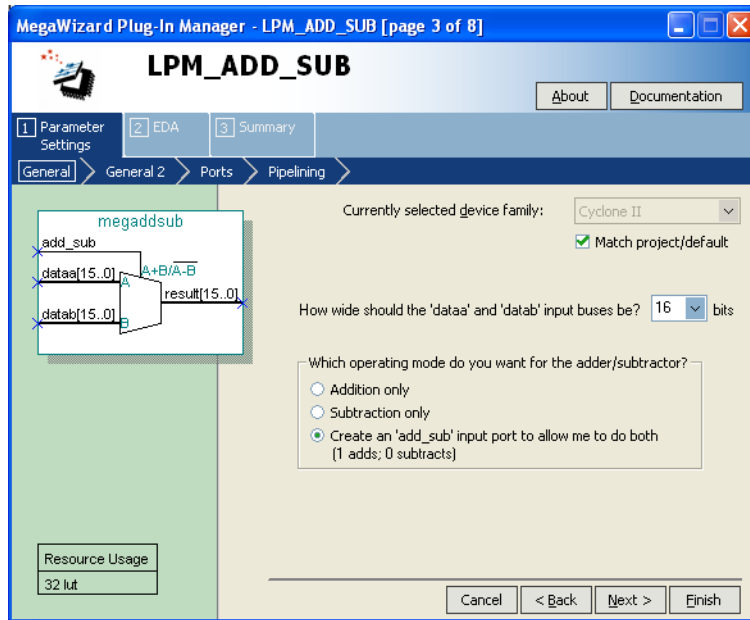 MegaWizard Plug-In Manager - LPM_ADD_SUB [page 3 of 8]
LPM_ADD_SUB
About
Documentation
1 Parameter Settings
2 EDA
3 Summary
General
General 2
Ports
Pipelining
megaddsub
add_sub
dataa[15..0]
A+B/A-B
A
result[15..0]
datab[15..0]
B
Currently selected device family:
Cyclone II
Match project/default
How wide should the 'dataa' and 'datab' input buses be?
16
bits
Which operating mode do you want for the adder/subtractor?
Addition only
Subtraction only
Create an 'add_sub' input port to allow me to do both
(1 adds; 0 subtracts)
Resource Usage
32 lut
Cancel
< Back
Next >
Finish